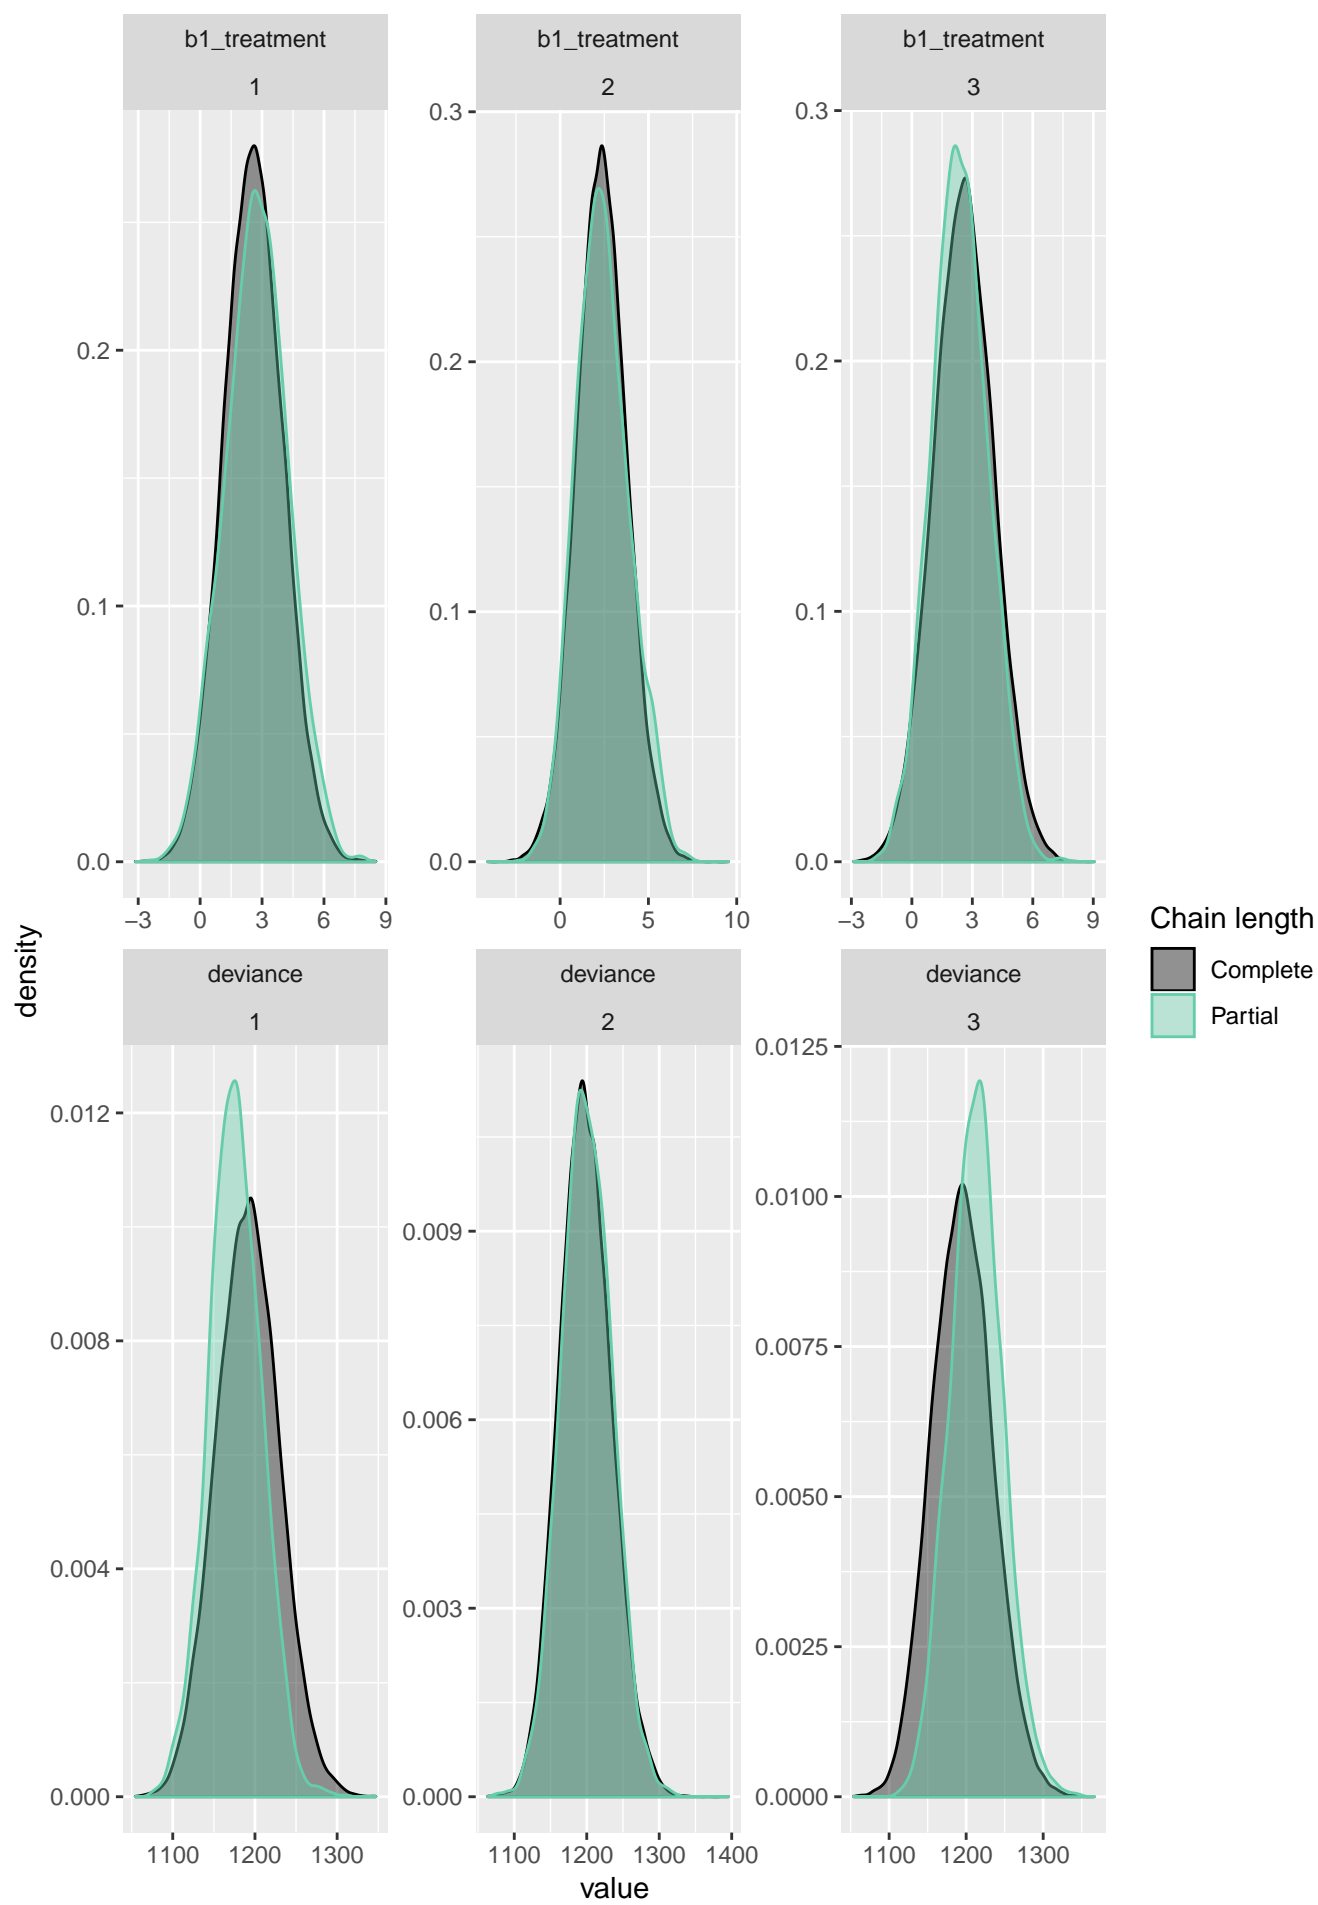 b1_treatment
1
b1_treatment
2
b1_treatment
3
0.0
0.1
0.2
0.0
0.1
0.2
0.3
0.0
0.1
0.2
0.3
−3 0 3 6 9
0 5 10
−3 0 3 6 9
deviance
1
deviance
2
deviance
3
0.000
0.004
0.008
0.012
0.000
0.003
0.006
0.009
0.0000
0.0025
0.0050
0.0075
0.0100
0.0125
1100 1200 1300
1100 1200 1300 1400
1100 1200 1300
value
density
Chain length
Complete
Partial